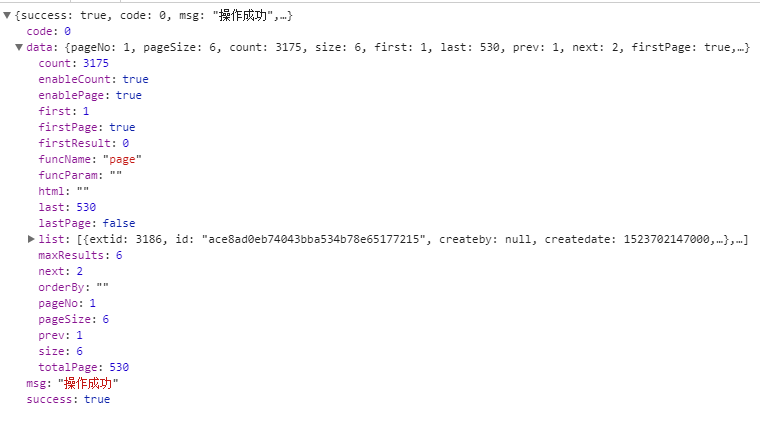 {success: true, code: 0, msg: "操作成功",…}
code: 0
data: {pageNo: 1, pageSize: 6, count: 3175, size: 6, first: 1, last: 530, prev: 1, next: 2, firstPage: true,…}
count: 3175
enableCount: true
enablePage: true
first: 1
firstPage: true
firstResult: 0
funcName: "page"
funcParam: ""
html: ""
last: 530
lastPage: false
list: [{extid: 3186, id: "ace8ad0eb74043bba534b78e65177215", createby: null, createdate: 1523702147000,…},…]
maxResults: 6
next: 2
orderBy: ""
pageNo: 1
pageSize: 6
prev: 1
size: 6
totalPage: 530
msg: "操作成功"
success: true